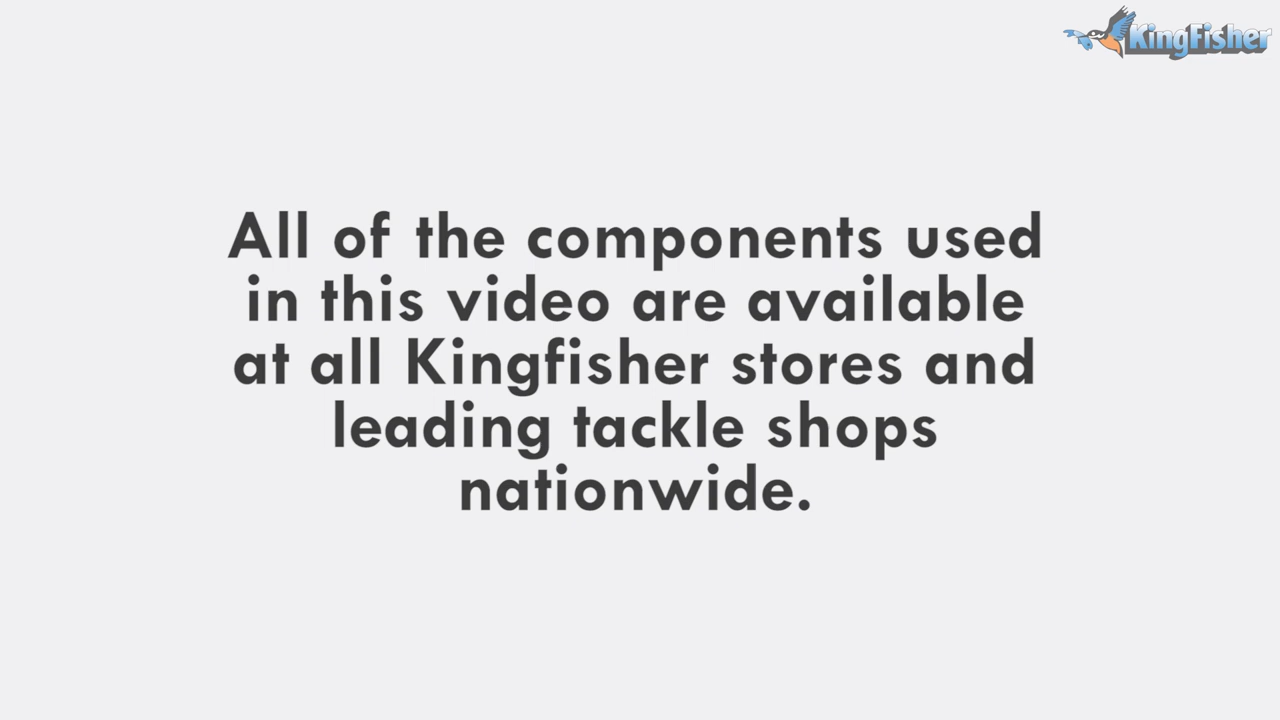 KingFisher
All of the components used
in this video are available
at all Kingfisher stores and
leading tackle shops
nationwide.